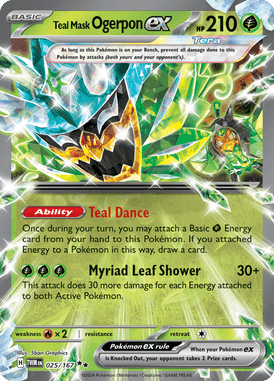 BASIC Teal Mask Ogerpon ex HP 210
Tera
As long as this Pokémon is on your Bench, prevent all damage done to this
Pokémon by attacks (both yours and your opponent's).
Ability Teal Dance
Once during your turn, you may attach a Basic Energy
card from your hand to this Pokémon. If you attached
Energy to a Pokémon in this way, draw a card.
Myriad Leaf Shower 30+
This attack does 30 more damage for each Energy attached
to both Active Pokémon.
weakness ×2 resistance retreat
Illus. 5ban Graphics
H TWM EN 025/167 ★★
Pokémon ex rule
When your Pokémon ex
is Knocked Out, your opponent takes 2 Prize cards.
©2024 Pokémon / Nintendo / Creatures / GAME FREAK